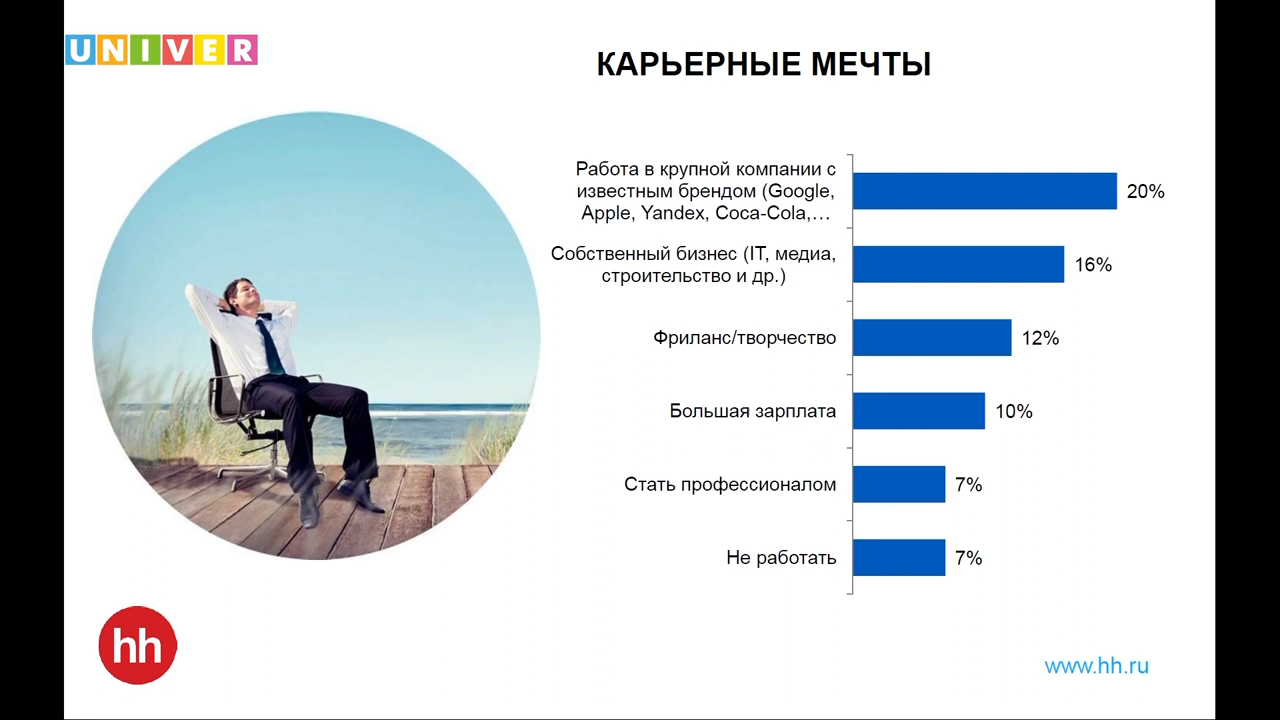 UNIVER
КАРЬЕРНЫЕ МЕЧТЫ
Работа в крупной компании с
известным брендом (Google,
Apple, Yandex, Coca-Cola,…
20%
Собственный бизнес (IT, медиа,
строительство и др.)
16%
Фриланс/творчество
12%
Большая зарплата
10%
Стать профессионалом
7%
Не работать
7%
hh
www.hh.ru